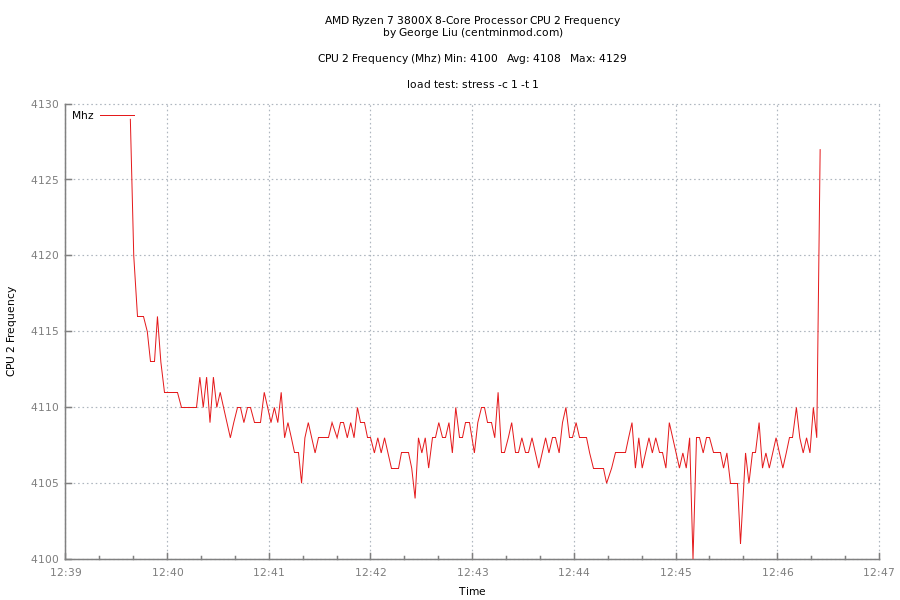 AMD Ryzen 7 3800X 8-Core Processor CPU 2 Frequency
by George Liu (centminmod.com)
CPU 2 Frequency (Mhz) Min: 4100 Avg: 4108 Max: 4129
load test: stress -c 1 -t 1
Mhz
4130
4125
4120
4115
4110
4105
4100
CPU 2 Frequency
12:39 12:40 12:41 12:42 12:43 12:44 12:45 12:46 12:47
Time